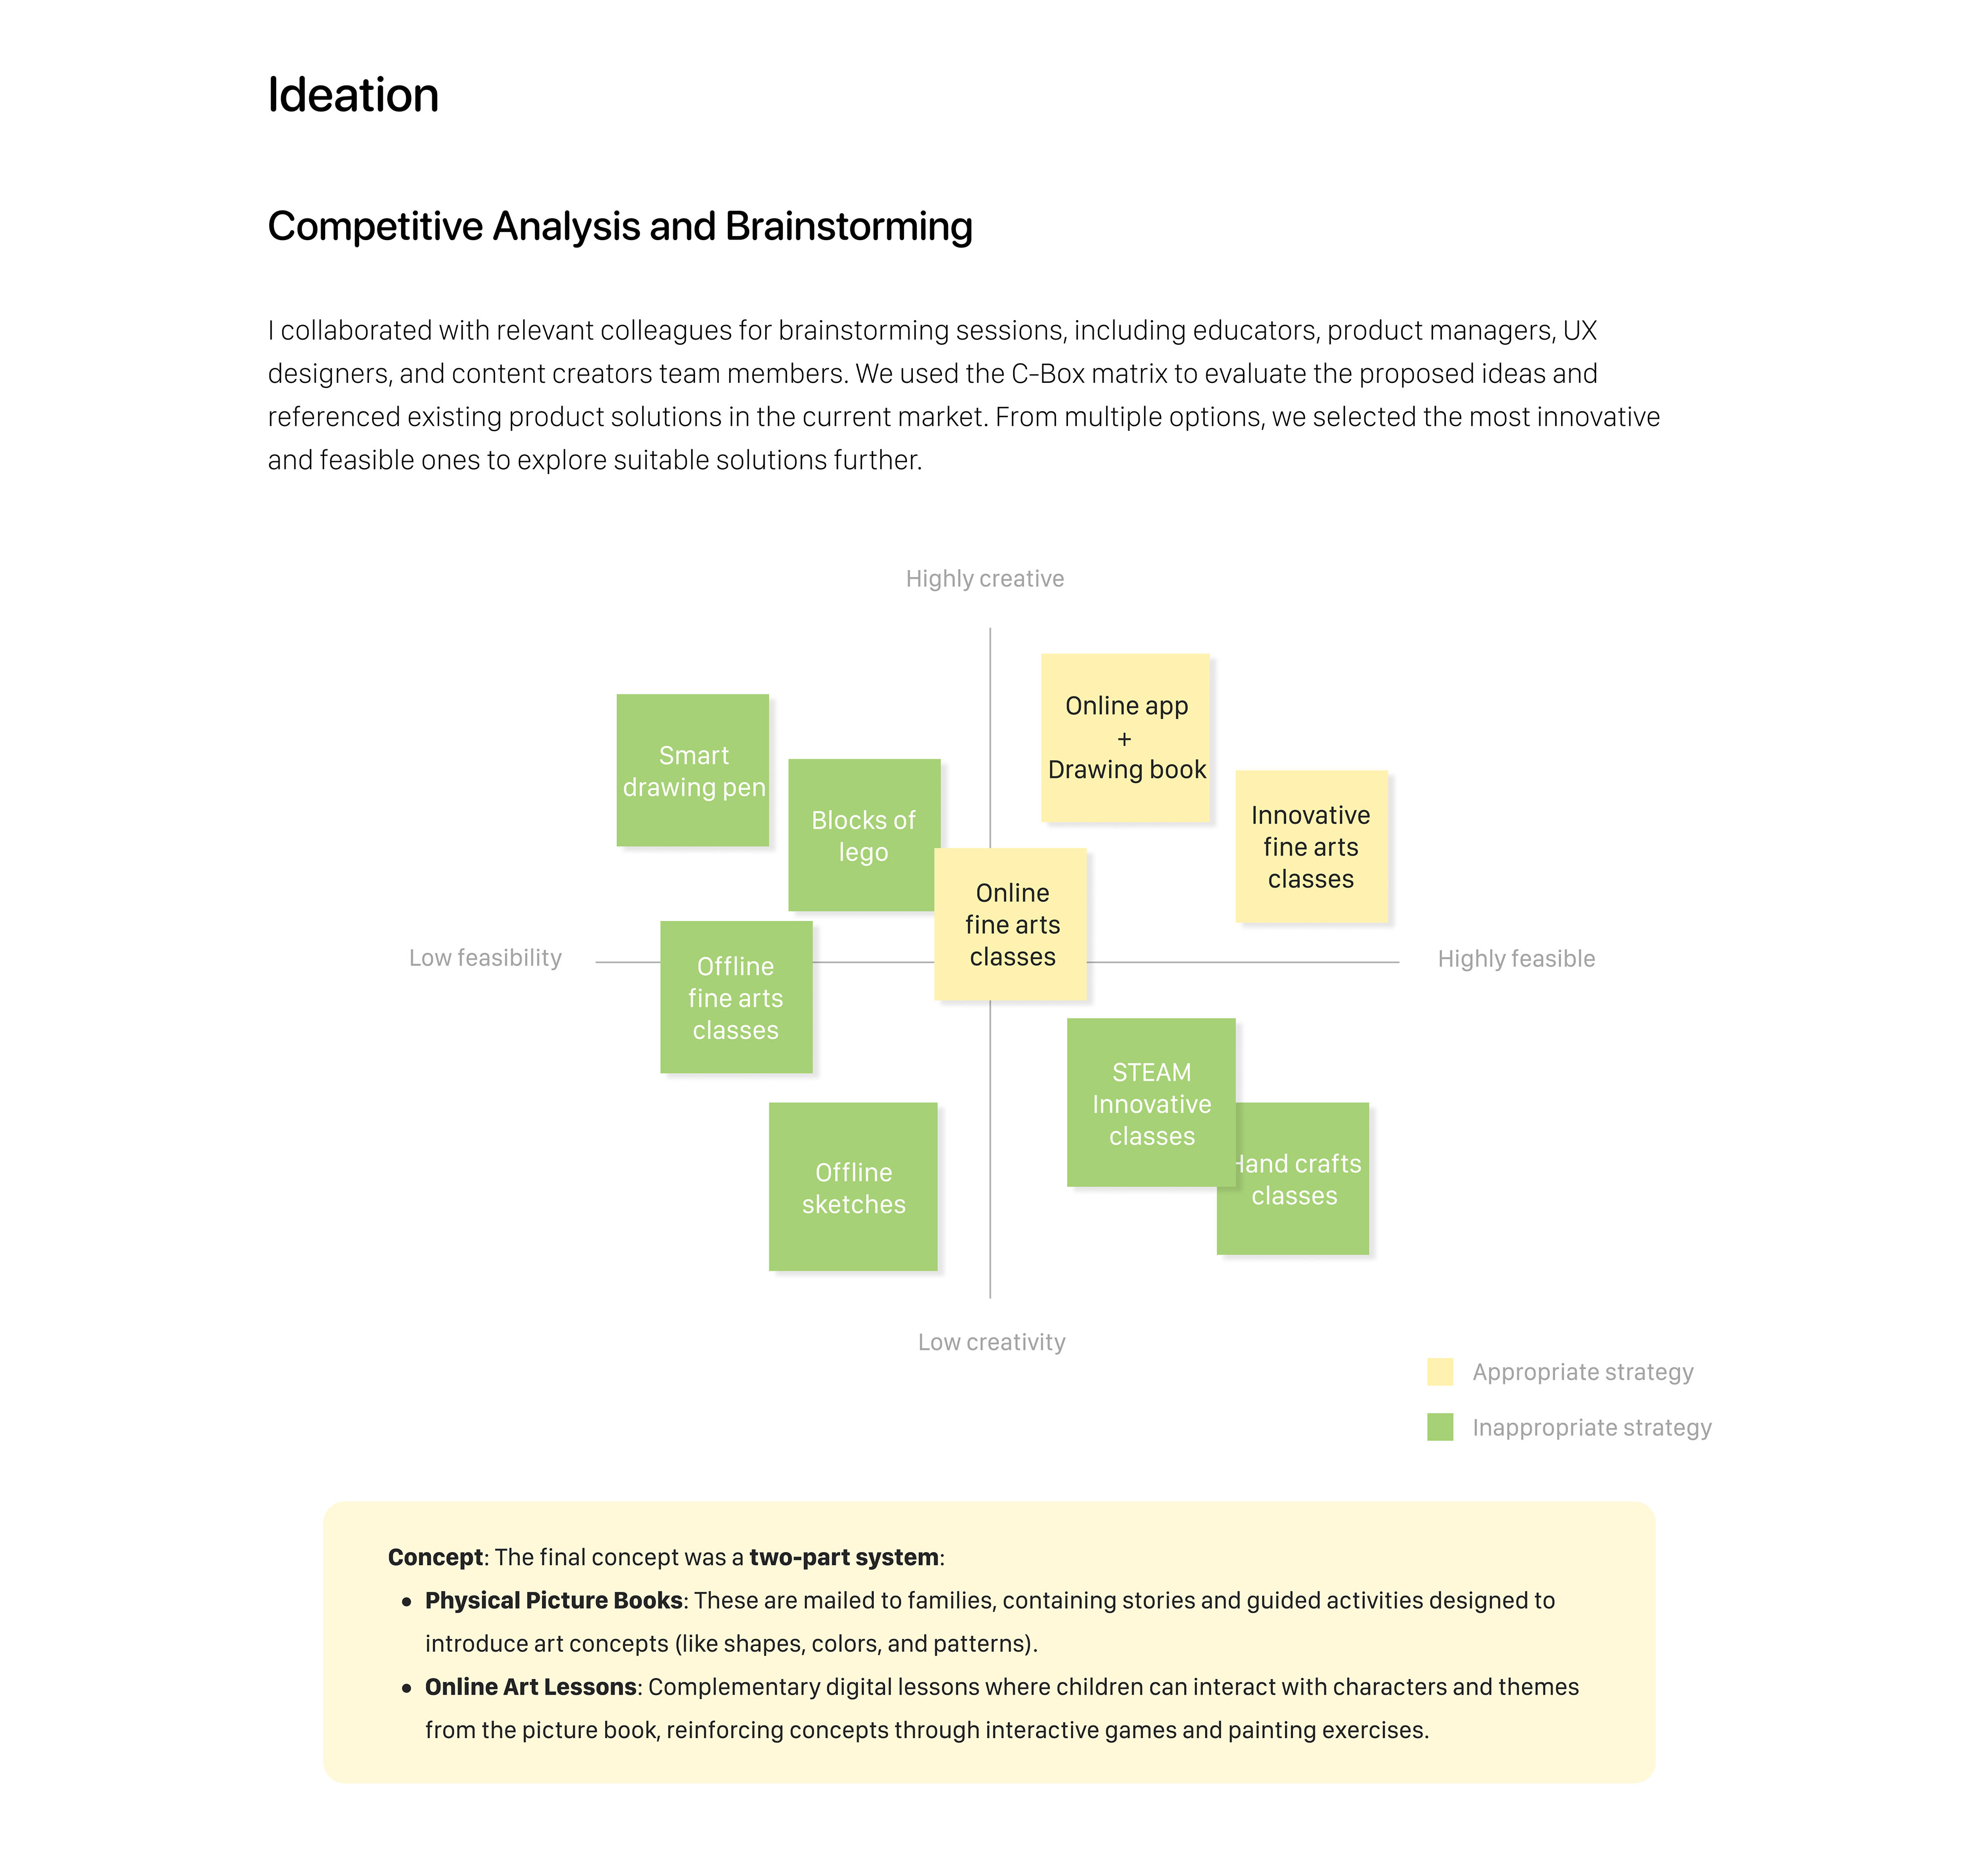 Ideation
Competitive Analysis and Brainstorming
I collaborated with relevant colleagues for brainstorming sessions, including educators, product managers, UX
designers, and content creators team members. We used the C-Box matrix to evaluate the proposed ideas and
referenced existing product solutions in the current market. From multiple options, we selected the most innovative
and feasible ones to explore suitable solutions further.
Highly creative
Smart
drawing pen
Blocks of
lego
Online app
+
Drawing book
Innovative
fine arts
classes
Online
fine arts
classes
Low feasibility
Highly feasible
Offline
fine arts
classes
STEAM
Innovative
classes
Hand crafts
classes
Offline
sketches
Low creativity
Appropriate strategy
Inappropriate strategy
Concept: The final concept was a two-part system:
• Physical Picture Books: These are mailed to families, containing stories and guided activities designed to
introduce art concepts (like shapes, colors, and patterns).
• Online Art Lessons: Complementary digital lessons where children can interact with characters and themes
from the picture book, reinforcing concepts through interactive games and painting exercises.